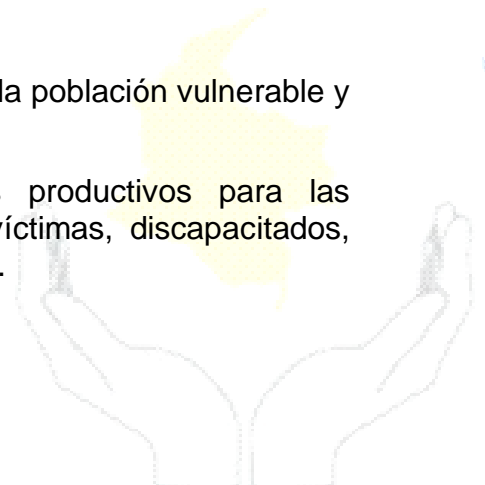 la población vulnerable y
productivos para las
víctimas, discapacitados,